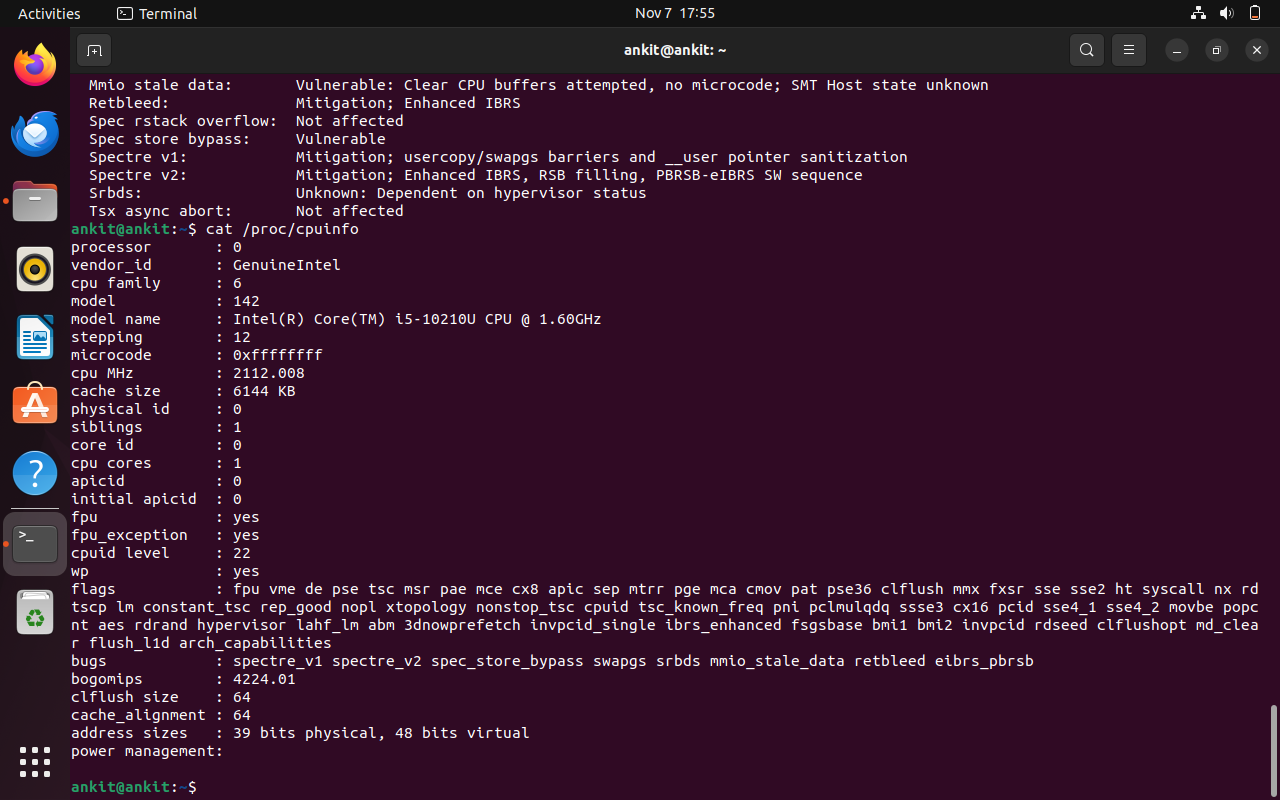 Activities Terminal Nov 7 17:55
ankit@ankit: ~
Mmio stale data: Vulnerable: Clear CPU buffers attempted, no microcode; SMT Host state unknown
Retbleed: Mitigation; Enhanced IBRS
Spec rstack overflow: Not affected
Spec store bypass: Vulnerable
Spectre v1: Mitigation; usercopy/swapgs barriers and __user pointer sanitization
Spectre v2: Mitigation; Enhanced IBRS, RSB filling, PBRSB-eIBRS SW sequence
Srbds: Unknown: Dependent on hypervisor status
Tsx async abort: Not affected
ankit@ankit:~$ cat /proc/cpuinfo
processor : 0
vendor_id : GenuineIntel
cpu family : 6
model : 142
model name : Intel(R) Core(TM) i5-10210U CPU @ 1.60GHz
stepping : 12
microcode : 0xffffffff
cpu MHz : 2112.008
cache size : 6144 KB
physical id : 0
siblings : 1
core id : 0
cpu cores : 1
apicid : 0
initial apicid : 0
fpu : yes
fpu_exception : yes
cpuid level : 22
wp : yes
flags : fpu vme de pse tsc msr pae mce cx8 apic sep mtrr pge mca cmov pat pse36 clflush mmx fxsr sse sse2 ht syscall nx rd
tscp lm constant_tsc rep_good nopl xtopology nonstop_tsc cpuid tsc_known_freq pni pclmulqdq ssse3 cx16 pcid sse4_1 sse4_2 movbe popc
nt aes rdrand hypervisor lahf_lm abm 3dnowprefetch invpcid_single ibrs_enhanced fsgsbase bmi1 bmi2 invpcid rdseed clflushopt md_clea
r flush_l1d arch_capabilities
bugs : spectre_v1 spectre_v2 spec_store_bypass swapgs srbds mmio_stale_data retbleed eibrs_pbrsb
bogomips : 4224.01
clflush size : 64
cache_alignment : 64
address sizes : 39 bits physical, 48 bits virtual
power management:
ankit@ankit:~$